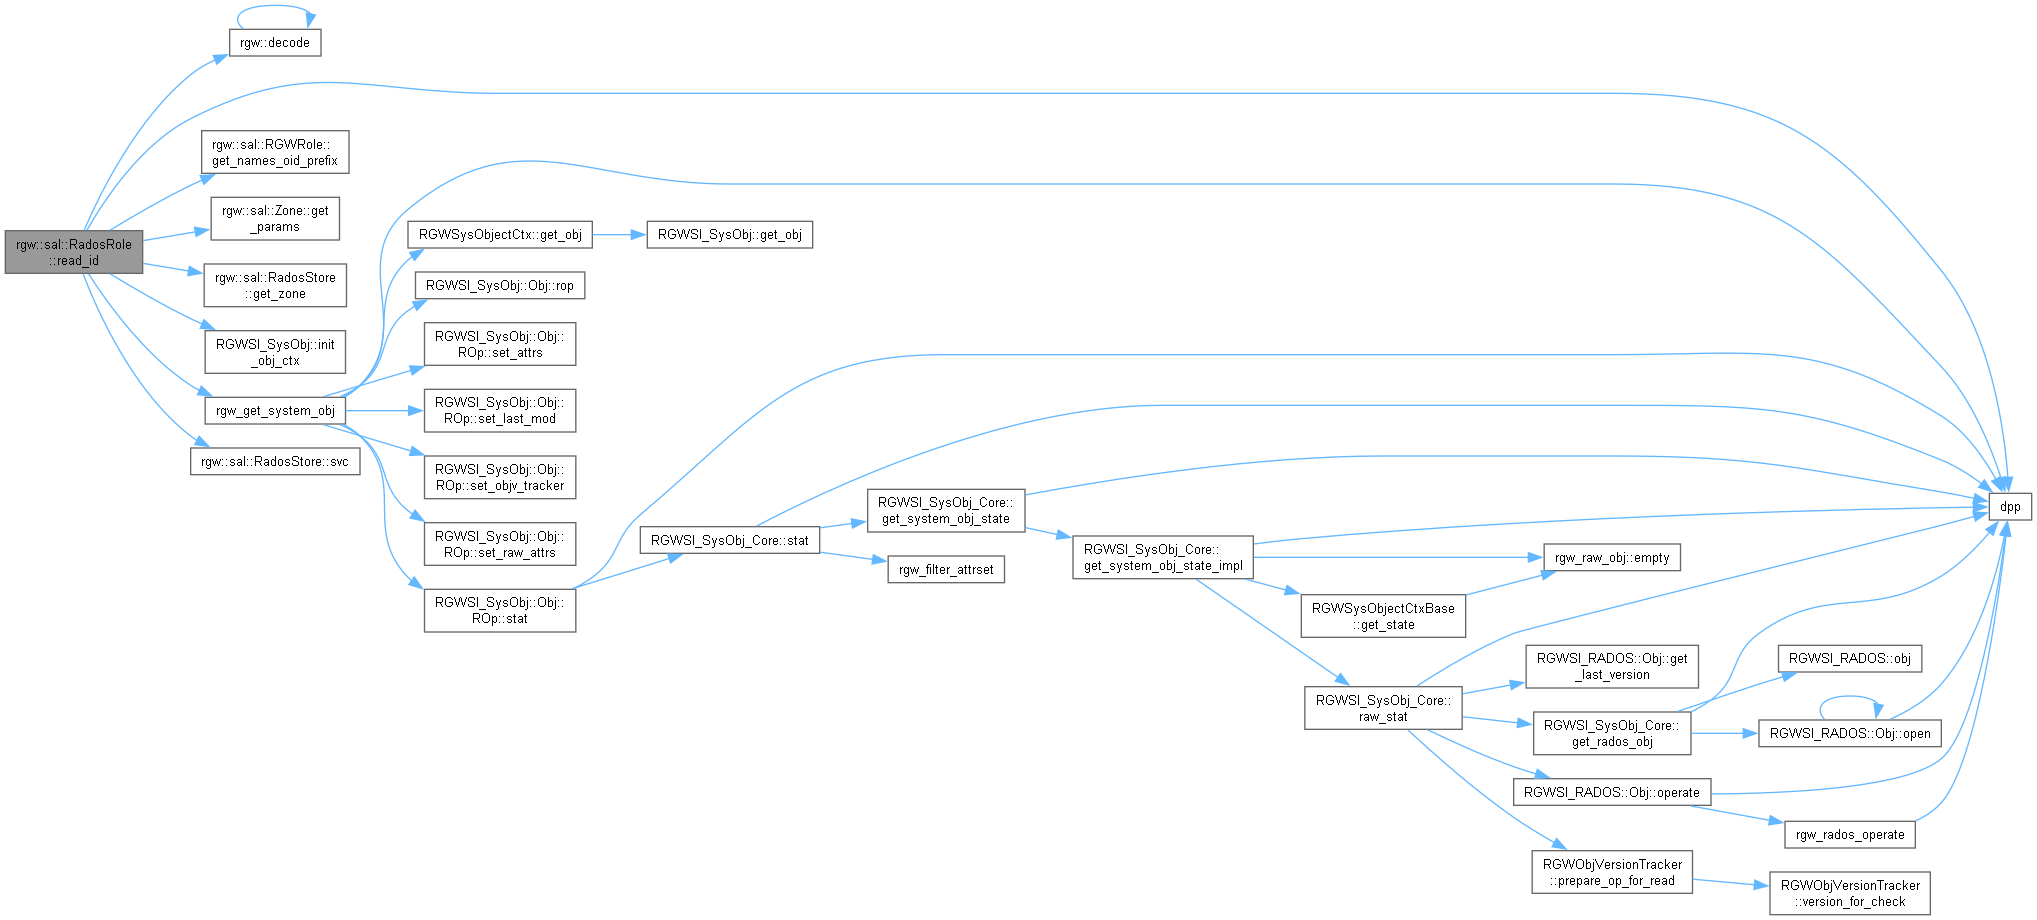 rgw::decode
rgw::sal::RGWRole::
get_names_oid_prefix
rgw::sal::Zone::get
_params
rgw::sal::RadosRole
::read_id
rgw::sal::RadosStore
::get_zone
RGWSI_SysObj::init
_obj_ctx
rgw_get_system_obj
rgw::sal::RadosStore::svc
RGWSysObjectCtx::get_obj
RGWSI_SysObj::get_obj
RGWSI_SysObj::Obj::rop
RGWSI_SysObj::Obj::
ROp::set_attrs
RGWSI_SysObj::Obj::
ROp::set_last_mod
RGWSI_SysObj::Obj::
ROp::set_objv_tracker
RGWSI_SysObj::Obj::
ROp::set_raw_attrs
RGWSI_SysObj::Obj::
ROp::stat
RGWSI_SysObj_Core::stat
RGWSI_SysObj_Core::
get_system_obj_state
rgw_filter_attrset
RGWSI_SysObj_Core::
get_system_obj_state_impl
rgw_raw_obj::empty
RGWSysObjectCtxBase
::get_state
RGWSI_SysObj_Core::
raw_stat
RGWSI_RADOS::Obj::get
_last_version
RGWSI_SysObj_Core::
get_rados_obj
RGWSI_RADOS::obj
RGWSI_RADOS::Obj::open
RGWSI_RADOS::Obj::operate
rgw_rados_operate
RGWObjVersionTracker
::prepare_op_for_read
RGWObjVersionTracker
::version_for_check
dpp